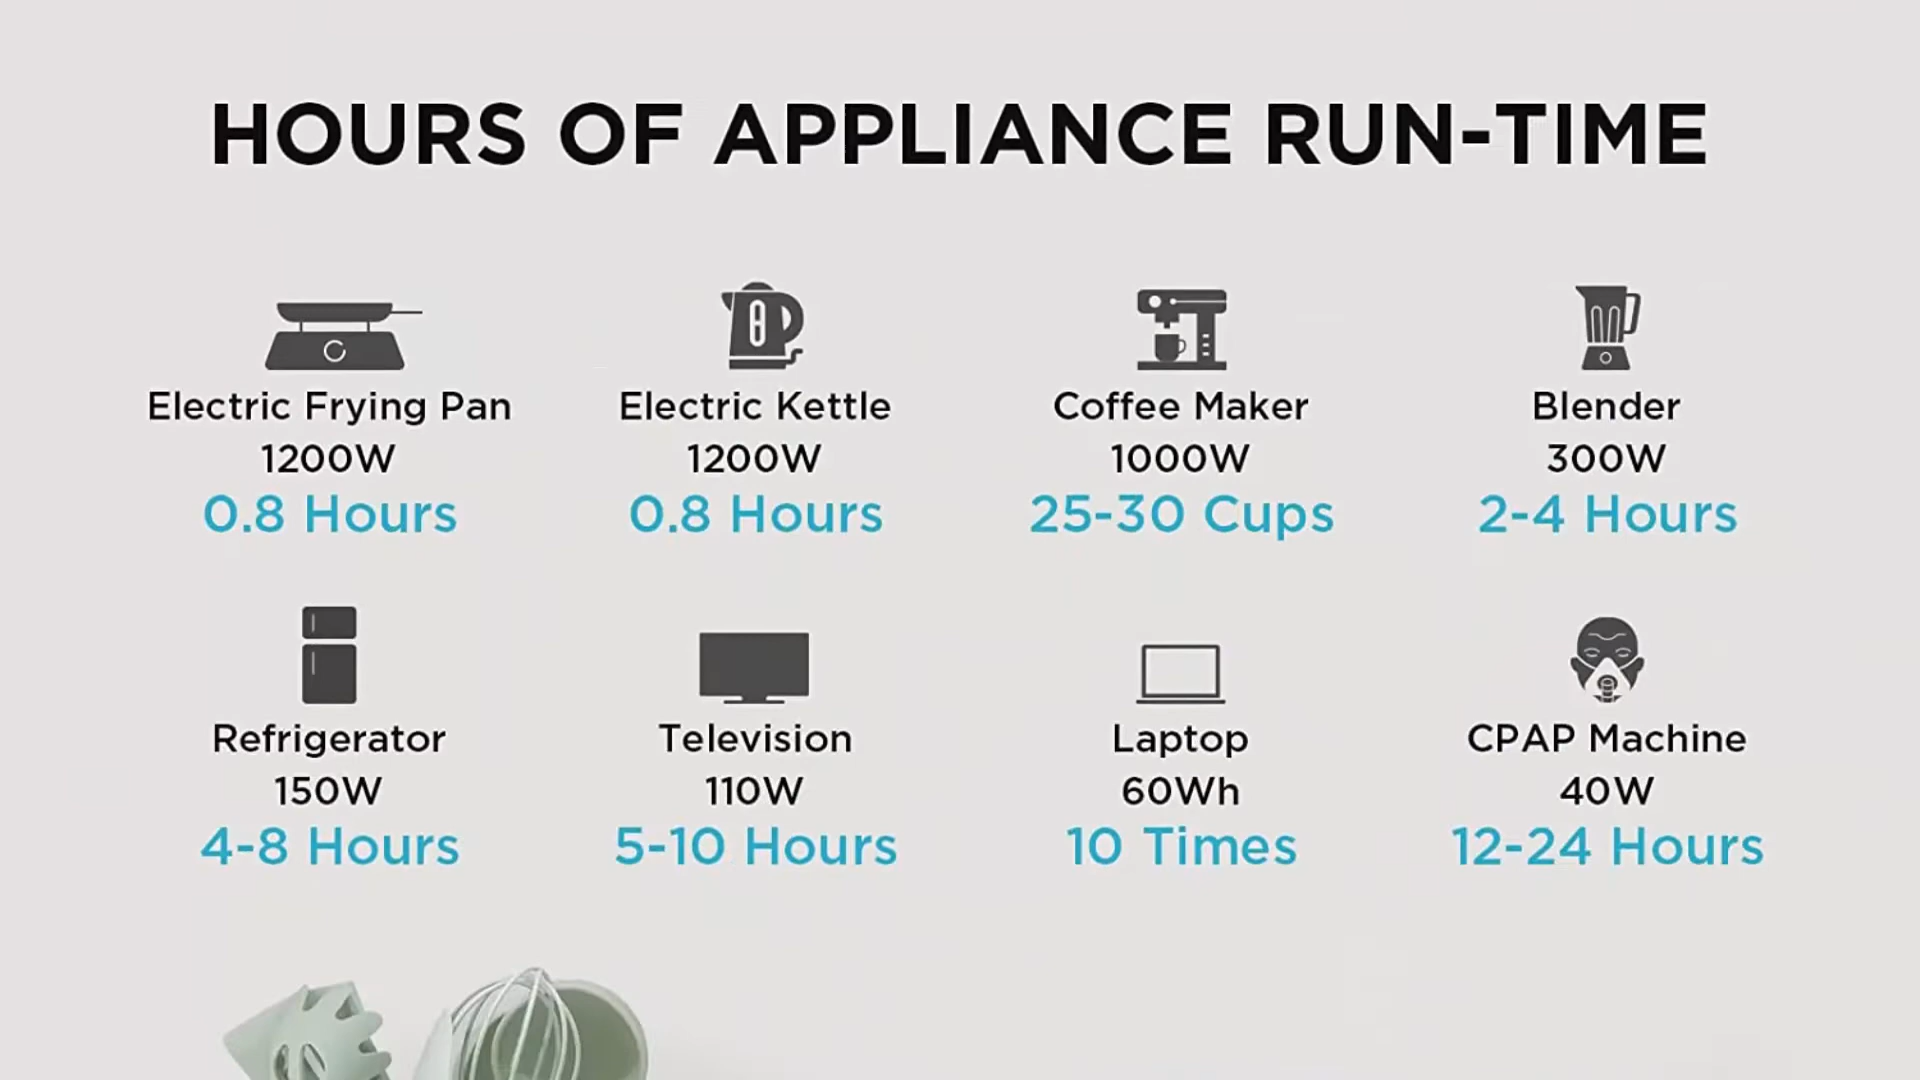 HOURS OF APPLIANCE RUN-TIME
Electric Frying Pan
1200W
0.8 Hours
Electric Kettle
1200W
0.8 Hours
Coffee Maker
1000W
25-30 Cups
Blender
300W
2-4 Hours
Refrigerator
150W
4-8 Hours
Television
110W
5-10 Hours
Laptop
60Wh
10 Times
CPAP Machine
40W
12-24 Hours